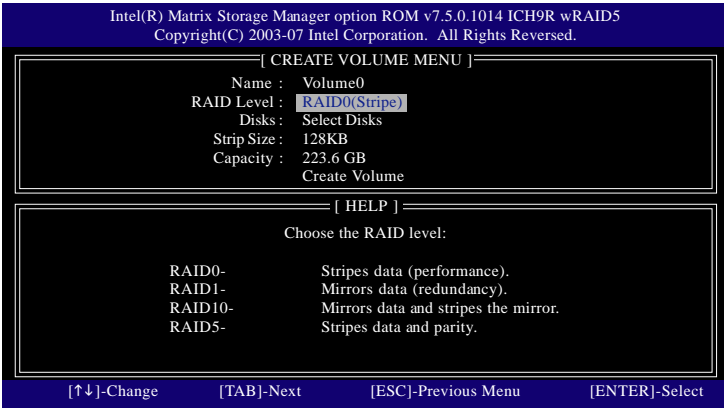 Intel(R) Matrix Storage Manager option ROM v7.5.0.1014 ICH9R wRAID5
Copyright(C) 2003-07 Intel Corporation. All Rights Reversed.
[ CREATE VOLUME MENU ]
Name : Volume0
RAID Level : RAID0(Stripe)
Disks : Select Disks
Strip Size : 128KB
Capacity : 223.6 GB
Create Volume
[ HELP ]
Choose the RAID level:
RAID0- Stripes data (performance).
RAID1- Mirrors data (redundancy).
RAID10- Mirrors data and stripes the mirror.
RAID5- Stripes data and parity.
[↑↓]-Change [TAB]-Next [ESC]-Previous Menu [ENTER]-Select